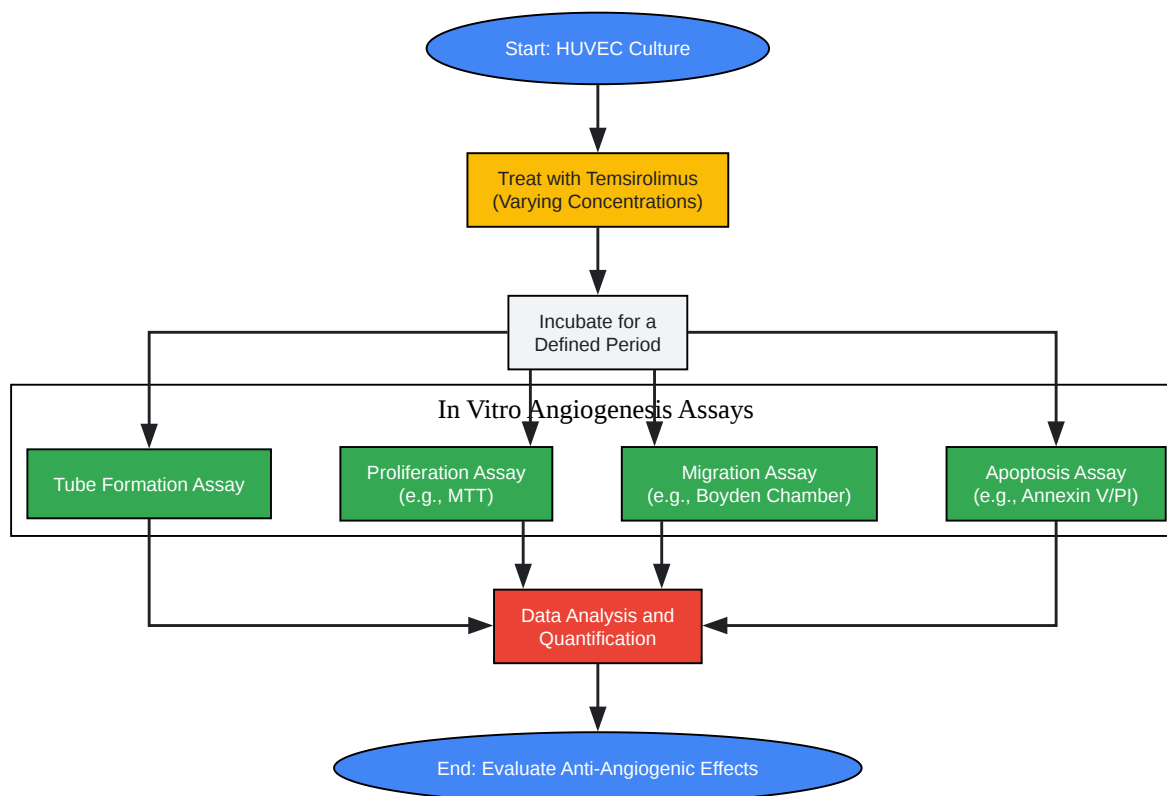 Start: HUVEC Culture
Treat with Temsirolimus
(Varying Concentrations)
Incubate for a
Defined Period
In Vitro Angiogenesis Assays
Tube Formation Assay
Proliferation Assay
(e.g., MTT)
Migration Assay
(e.g., Boyden Chamber)
Apoptosis Assay
(e.g., Annexin V/PI)
Data Analysis and
Quantification
End: Evaluate Anti-Angiogenic Effects